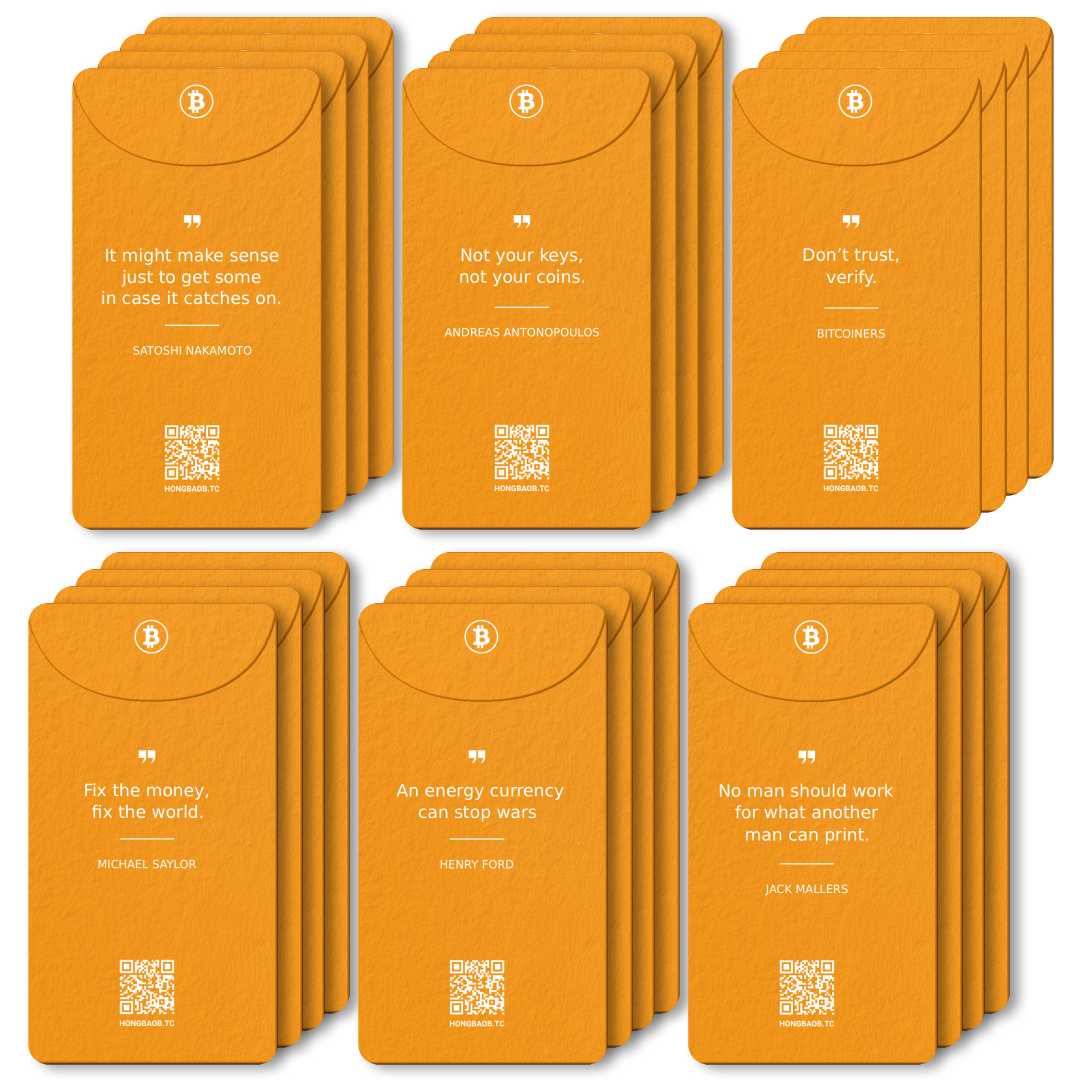 It might make sense
just to get some
in case it catches on.
SATOSHI NAKAMOTO
HONGBAOB.TC
Not your keys,
not your coins.
ANDREAS ANTONOPOULOS
HONGBAOB.TC
Don’t trust,
verify.
BITCOINERS
HONGBAOB.TC
Fix the money,
fix the world.
MICHAEL SAYLOR
HONGBAOB.TC
An energy currency
can stop wars
HENRY FORD
HONGBAOB.TC
No man should work
for what another
man can print.
JACK MALLERS
HONGBAOB.TC